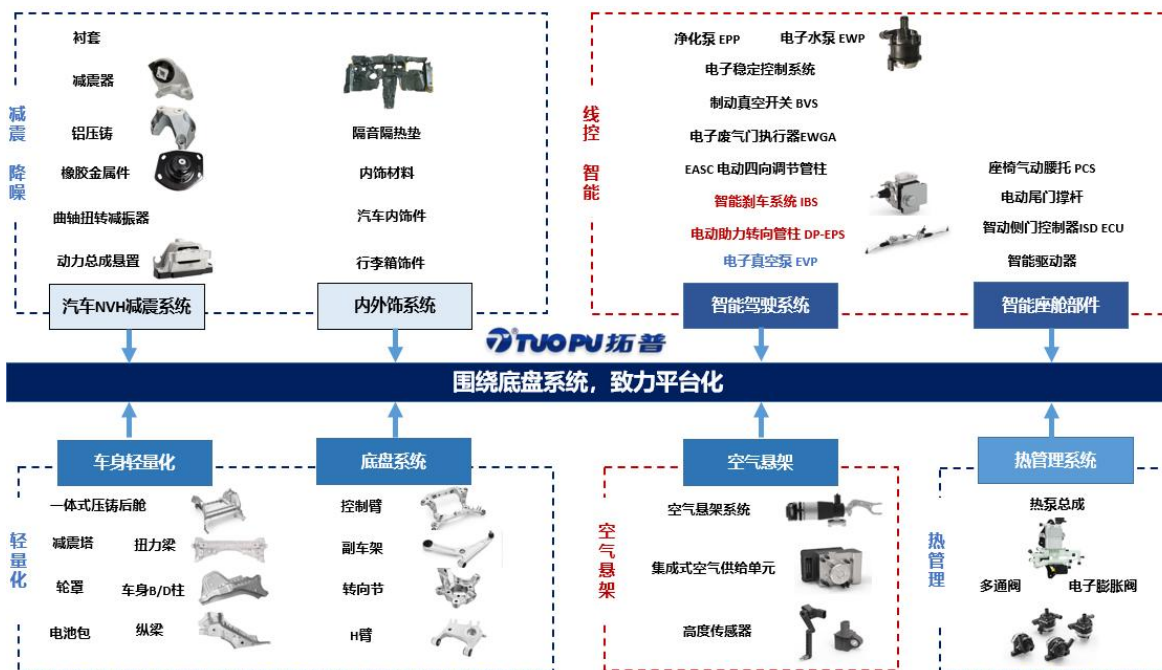 减震 降噪
衬套
减震器
铝压铸
橡胶金属件
曲轴扭转减振器
动力总成悬置
汽车NVH减震系统
隔音隔热垫
内饰材料
汽车内饰件
行李箱饰件
内外饰系统
线控 智能
净化泵 EPP
电子水泵 EWP
电子稳定控制系统
制动真空开关 BVS
电子废气门执行器EWGA
EASC 电动四向调节管柱
智能刹车系统 IBS
电动助力转向管柱 DP-EPS
电子真空泵 EVP
智能驾驶系统
座椅气动腰托 PCS
电动尾门撑杆
智动侧门控制器ISD ECU
智能驱动器
智能座舱部件
TUOPU拓普
围绕底盘系统，致力平台化
车身轻量化
轻量化
一体式压铸后舱
减震塔
扭力梁
轮罩
车身B/D柱
电池包
纵梁
底盘系统
控制臂
副车架
转向节
H臂
空气悬架
空气悬架
空气悬架系统
集成式空气供给单元
高度传感器
热管理系统
热管理
热泵总成
多通阀
电子膨胀阀